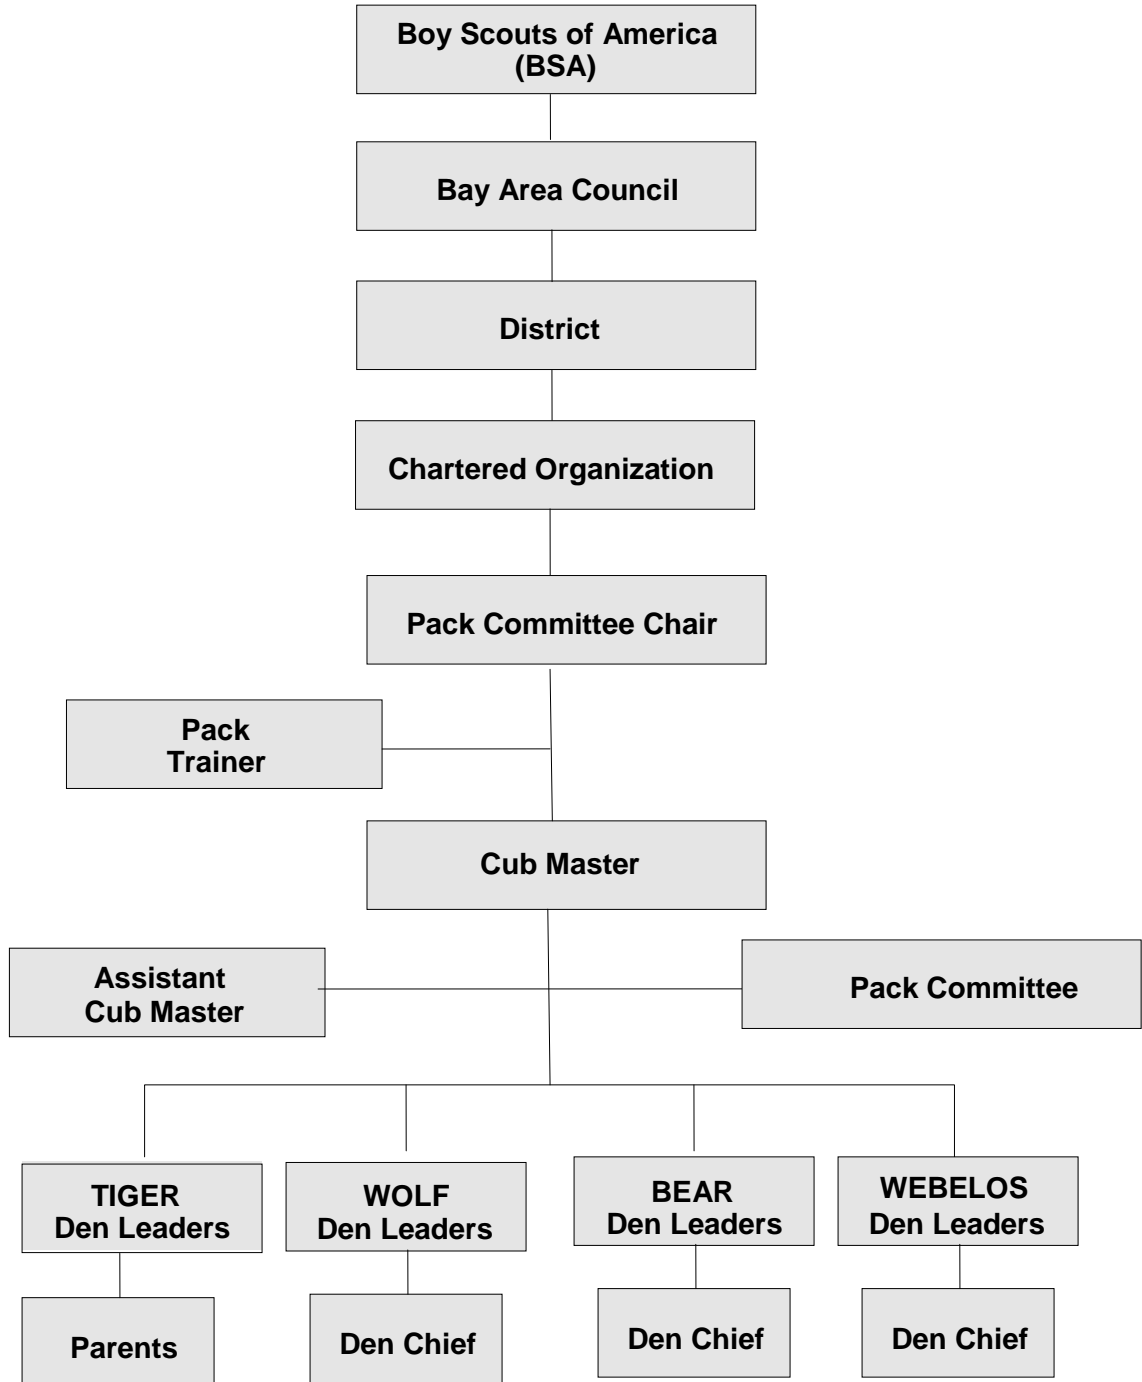 Boy Scouts of America
(BSA)
Bay Area Council
District
Chartered Organization
Pack Committee Chair
Pack
Trainer
Cub Master
Assistant
Cub Master
Pack Committee
TIGER
Den Leaders
WOLF
Den Leaders
BEAR
Den Leaders
WEBELOS
Den Leaders
Parents
Den Chief
Den Chief
Den Chief